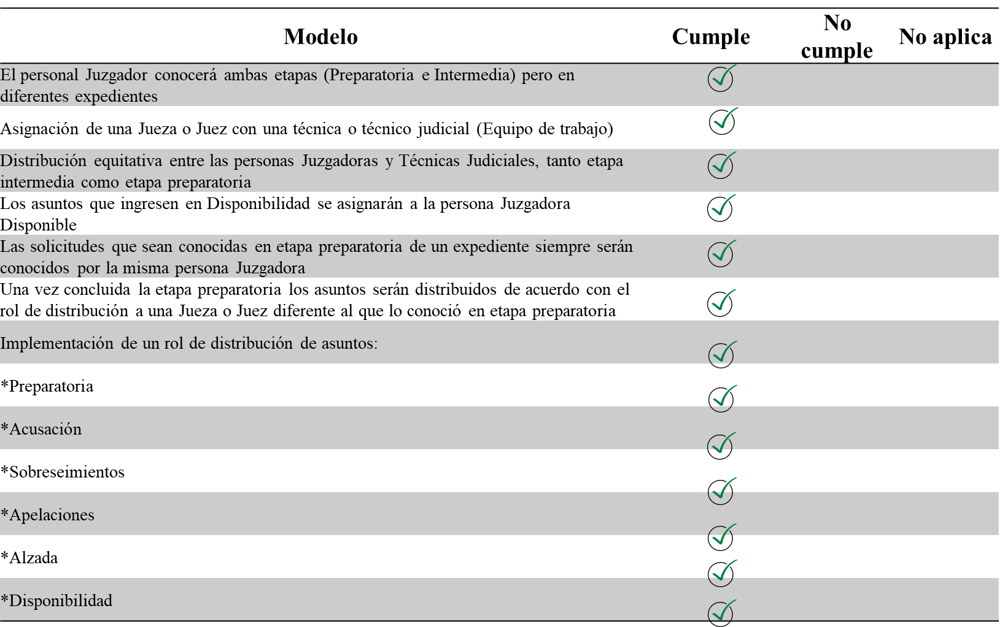 Modelo Cumple No cumple No aplica
El personal Juzgador conocerá ambas etapas (Preparatoria e Intermedia) pero en
diferentes expedientes
Asignación de una Jueza o Juez con una técnica o técnico judicial (Equipo de trabajo)
Distribución equitativa entre las personas Juzgadoras y Técnicas Judiciales, tanto etapa
intermedia como etapa preparatoria
Los asuntos que ingresen en Disponibilidad se asignarán a la persona Juzgadora
Disponible
Las solicitudes que sean conocidas en etapa preparatoria de un expediente siempre serán
conocidos por la misma persona Juzgadora
Una vez concluida la etapa preparatoria los asuntos serán distribuidos de acuerdo con el
rol de distribución a una Jueza o Juez diferente al que lo conoció en etapa preparatoria
Implementación de un rol de distribución de asuntos:
*Preparatoria
*Acusación
*Sobreseimientos
*Apelaciones
*Alzada
*Disponibilidad